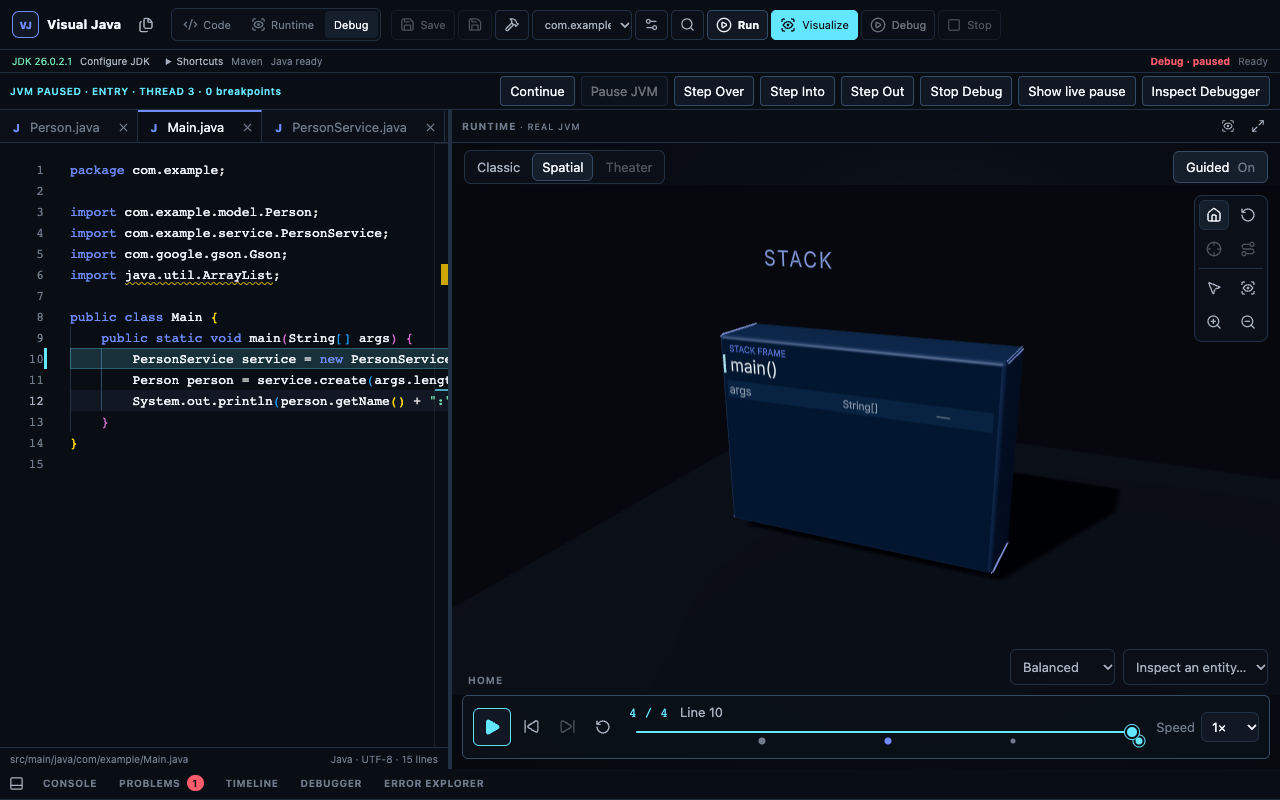 VJ Visual Java Code Runtime Debug Save com.example Run Visualize Debug Stop
JDK 26.0.2.1 Configure JDK Shortcuts Maven Java ready Debug · paused Ready
JVM PAUSED · ENTRY · THREAD 3 · 0 breakpoints Continue Pause JVM Step Over Step Into Step Out Stop Debug Show live pause Inspect Debugger
J Person.java J Main.java J PersonService.java
RUNTIME · REAL JVM
Classic Spatial Theater Guided On
1 package com.example;
2
3 import com.example.model.Person;
4 import com.example.service.PersonService;
5 import com.google.gson.Gson;
6 import java.util.ArrayList;
7
8 public class Main {
9 public static void main(String[] args) {
10 PersonService service = new PersonService
11 Person person = service.create(args.lengt
12 System.out.println(person.getName() + ":"
13 }
14 }
15
STACK
STACK FRAME
main()
args String[] —
Balanced Inspect an entity...
HOME
4 / 4 Line 10 Speed 1×
src/main/java/com/example/Main.java Java · UTF-8 · 15 lines
CONSOLE PROBLEMS 1 TIMELINE DEBUGGER ERROR EXPLORER